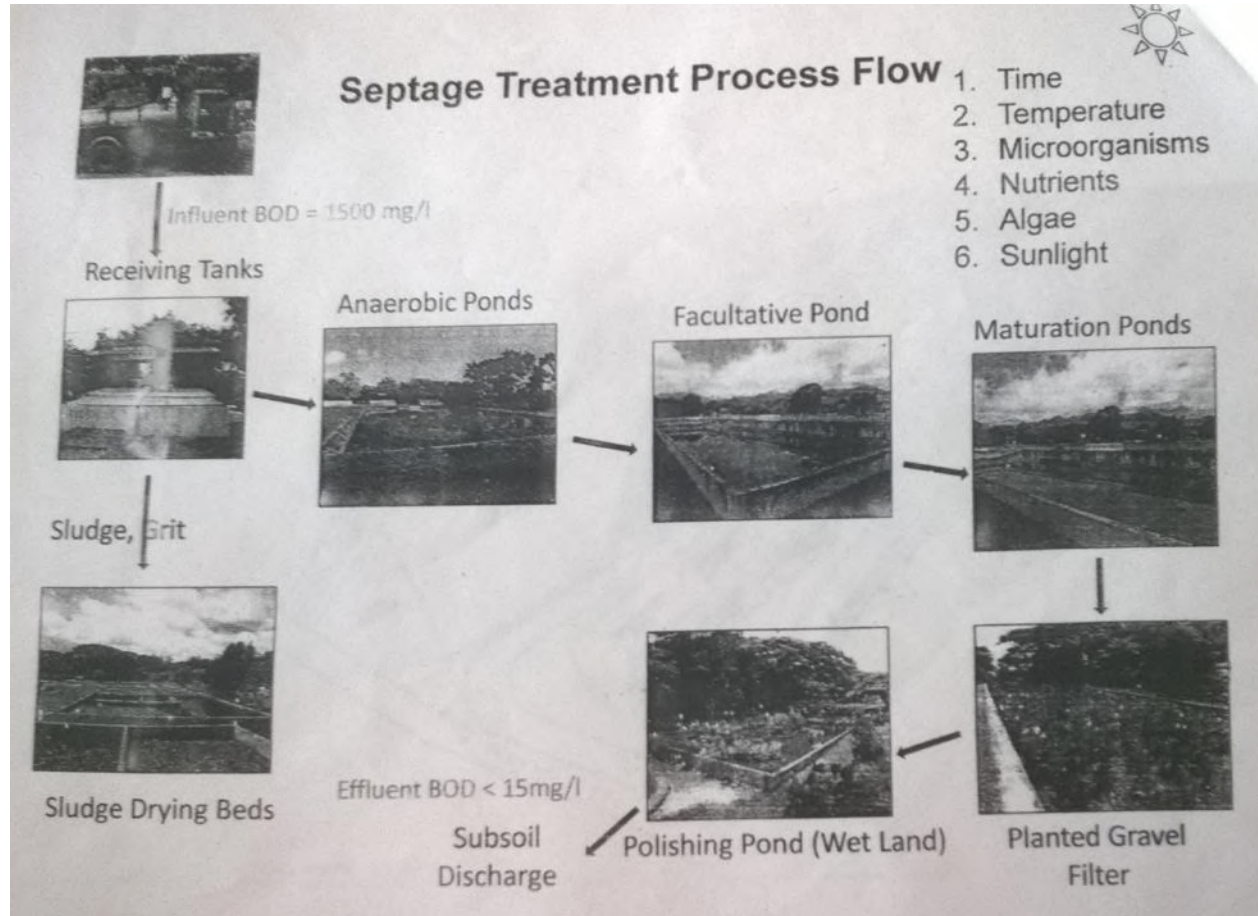 Septage Treatment Process Flow
1. Time
2. Temperature
3. Microorganisms
4. Nutrients
5. Algae
6. Sunlight
Influent BOD = 1500 mg/l
Receiving Tanks
Anaerobic Ponds
Facultative Pond
Maturation Ponds
Sludge, Grit
Sludge Drying Beds
Effluent BOD < 15mg/l
Subsoil
Discharge
Polishing Pond (Wet Land)
Planted Gravel
Filter